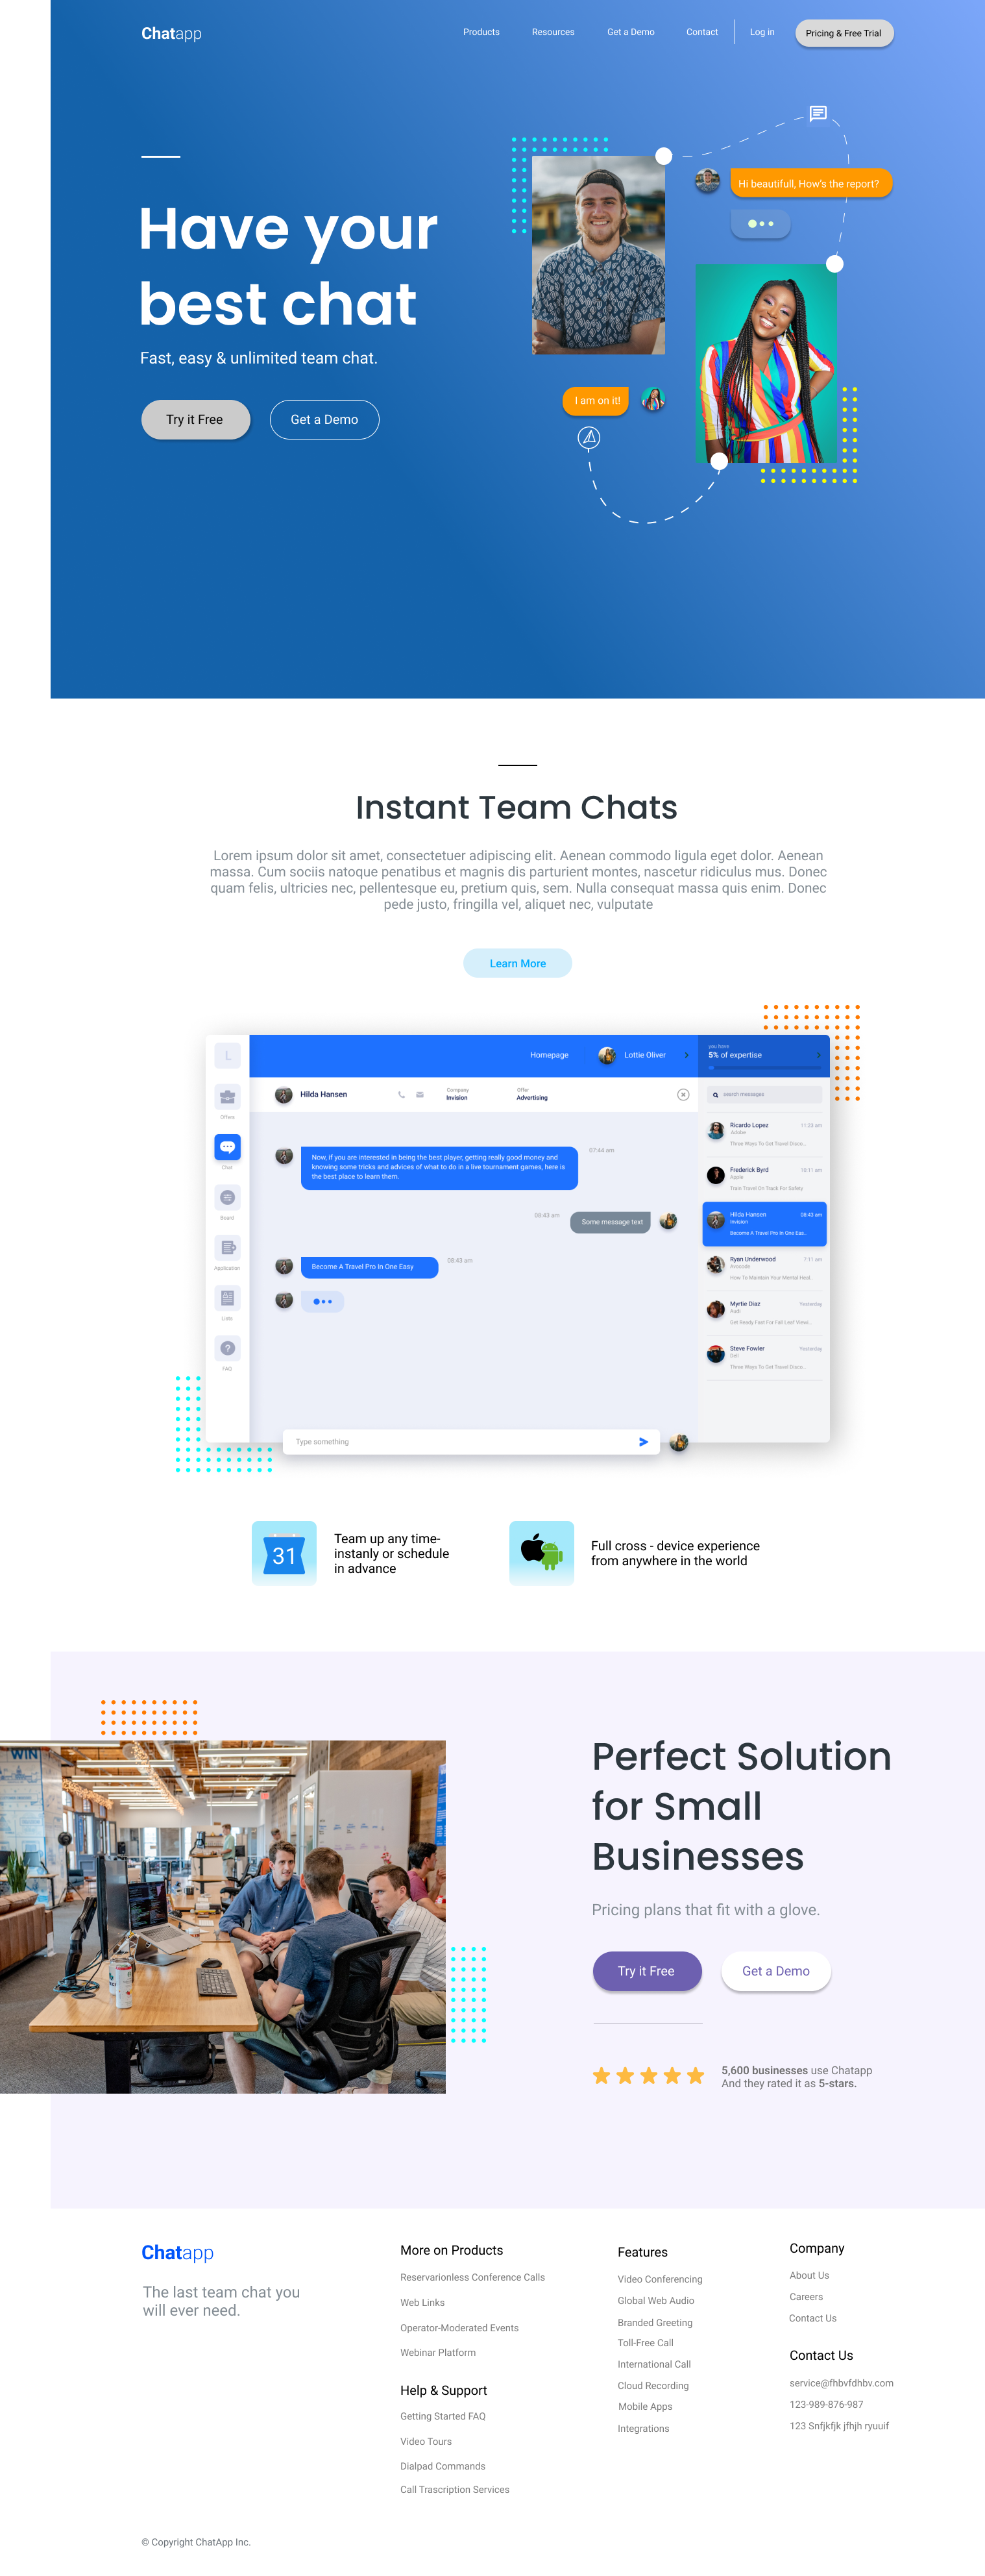 Chatapp
Products
Resources
Get a Demo
Contact
Log in
Pricing & Free Trial
Have your
best chat
Fast, easy & unlimited team chat.
Try it Free
Get a Demo
Hi beautifull, How's the report?
I am on it!
Instant Team Chats
Lorem ipsum dolor sit amet, consectetuer adipiscing elit. Aenean commodo ligula eget dolor. Aenean
massa. Cum sociis natoque penatibus et magnis dis parturient montes, nascetur ridiculus mus. Donec
quam felis, ultricies nec, pellentesque eu, pretium quis, sem. Nulla consequat massa quis enim. Donec
pede justo, fringilla vel, aliquet nec, vulputate
Learn More
L
Offers
Chat
Board
Application
Lists
FAQ
Homepage
Lottie Oliver
you have
5% of expertise
Hilda Hansen
Company
Invision
Offer
Advertising
search messages
Now, if you are interested in being the best player, getting really good money and
knowing some tricks and advices of what to do in a live tournament games, here is
the best place to learn them.
07:44 am
08:43 am
Some message text
Become A Travel Pro In One Easy
08:43 am
Type something
Ricardo Lopez
11:23 am
Adobe
Three Ways To Get Travel Disco...
Frederick Byrd
10:11 am
Apple
Train Travel On Track For Safety
Hilda Hansen
08:43 am
Invision
Become A Travel Pro In One Eas..
Ryan Underwood
7:11 am
Avocode
How To Maintain Your Mental Heal...
Myrtie Diaz
Yesterday
Audi
Get Ready Fast For Fall Leaf Viewi...
Steve Fowler
Yesterday
Dell
Three Ways To Get Travel Disco...
31
Team up any time-
instanly or schedule
in advance
Full cross - device experience
from anywhere in the world
WIN
Perfect Solution
for Small
Businesses
Pricing plans that fit with a glove.
Try it Free
Get a Demo
5,600 businesses use Chatapp
And they rated it as 5-stars.
Chatapp
The last team chat you
will ever need.
More on Products
Reservarionless Conference Calls
Web Links
Operator-Moderated Events
Webinar Platform
Help & Support
Getting Started FAQ
Video Tours
Dialpad Commands
Call Trascription Services
Features
Video Conferencing
Global Web Audio
Branded Greeting
Toll-Free Call
International Call
Cloud Recording
Mobile Apps
Integrations
Company
About Us
Careers
Contact Us
Contact Us
service@fhbvfdhbv.com
123-989-876-987
123 Snfjkfjk jfhjh ryuuif
© Copyright ChatApp Inc.